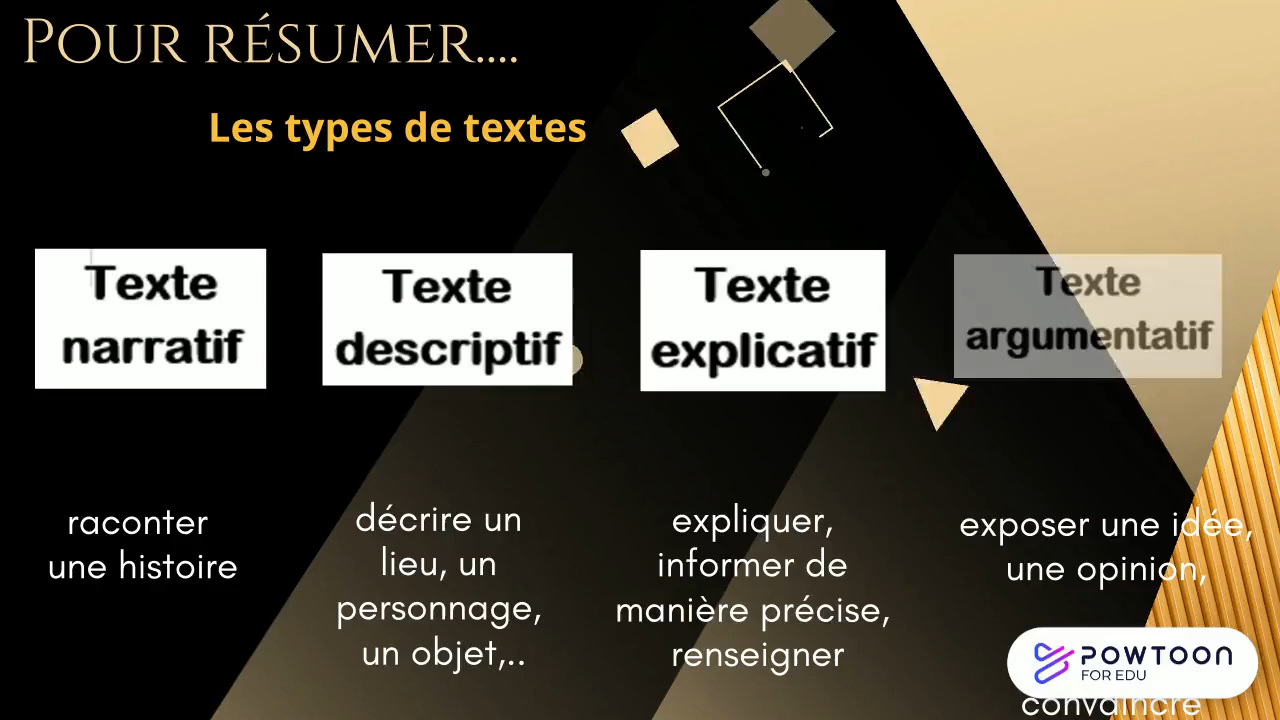 Pour résumer....
Les types de textes
Texte
narratif
Texte
descriptif
Texte
explicatif
Texte
argumentatif
raconter
une histoire
décrire un
lieu, un
personnage,
un objet,..
expliquer,
informer de
manière précise,
renseigner
exposer une idée,
une opinion,
convaincre
POWTOON
FOR EDU